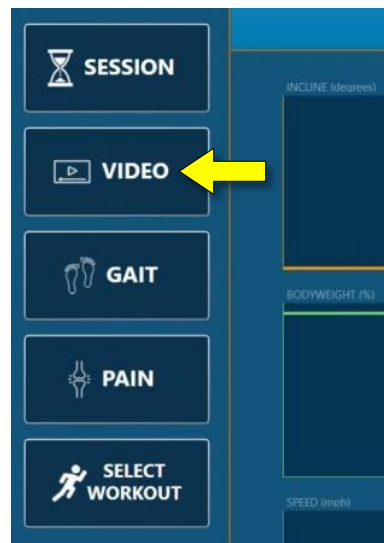 SESSION
INCLINE (degrees)
VIDEO
GAIT
BODYWEIGHT (%)
PAIN
SELECT
WORKOUT
SPEED (mph)